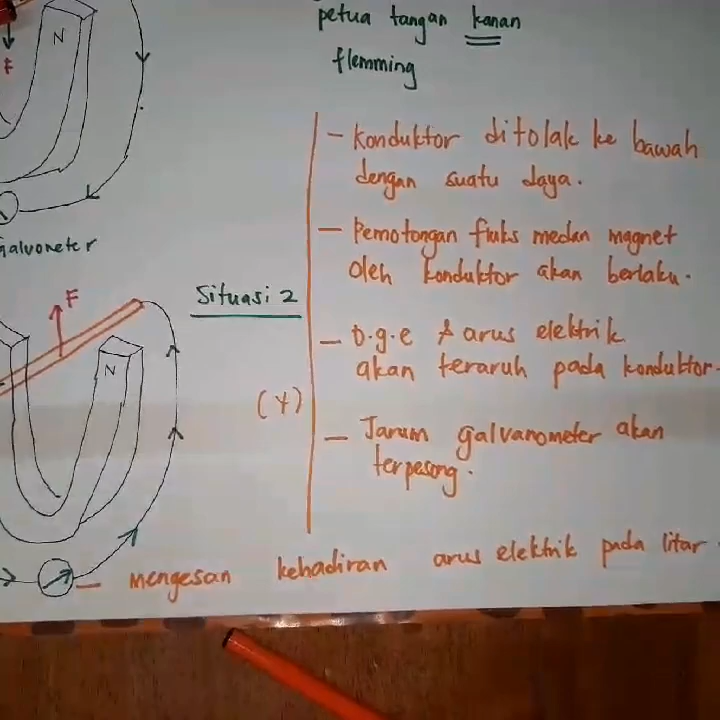 petua tangan kanan
flemming
N
F
- Konduktor ditolak ke bawah
dengan suatu daya.
- Pemotongan fluks medan magnet
oleh konduktor akan berlaku.
Galvometer
F
Situasi 2
N
- D.g.e & arus elektrik
akan teraruh pada konduktor.
(Y)
- Jarum galvanometer akan
terpesong.
- mengesan kehadiran arus elektrik pada litar.